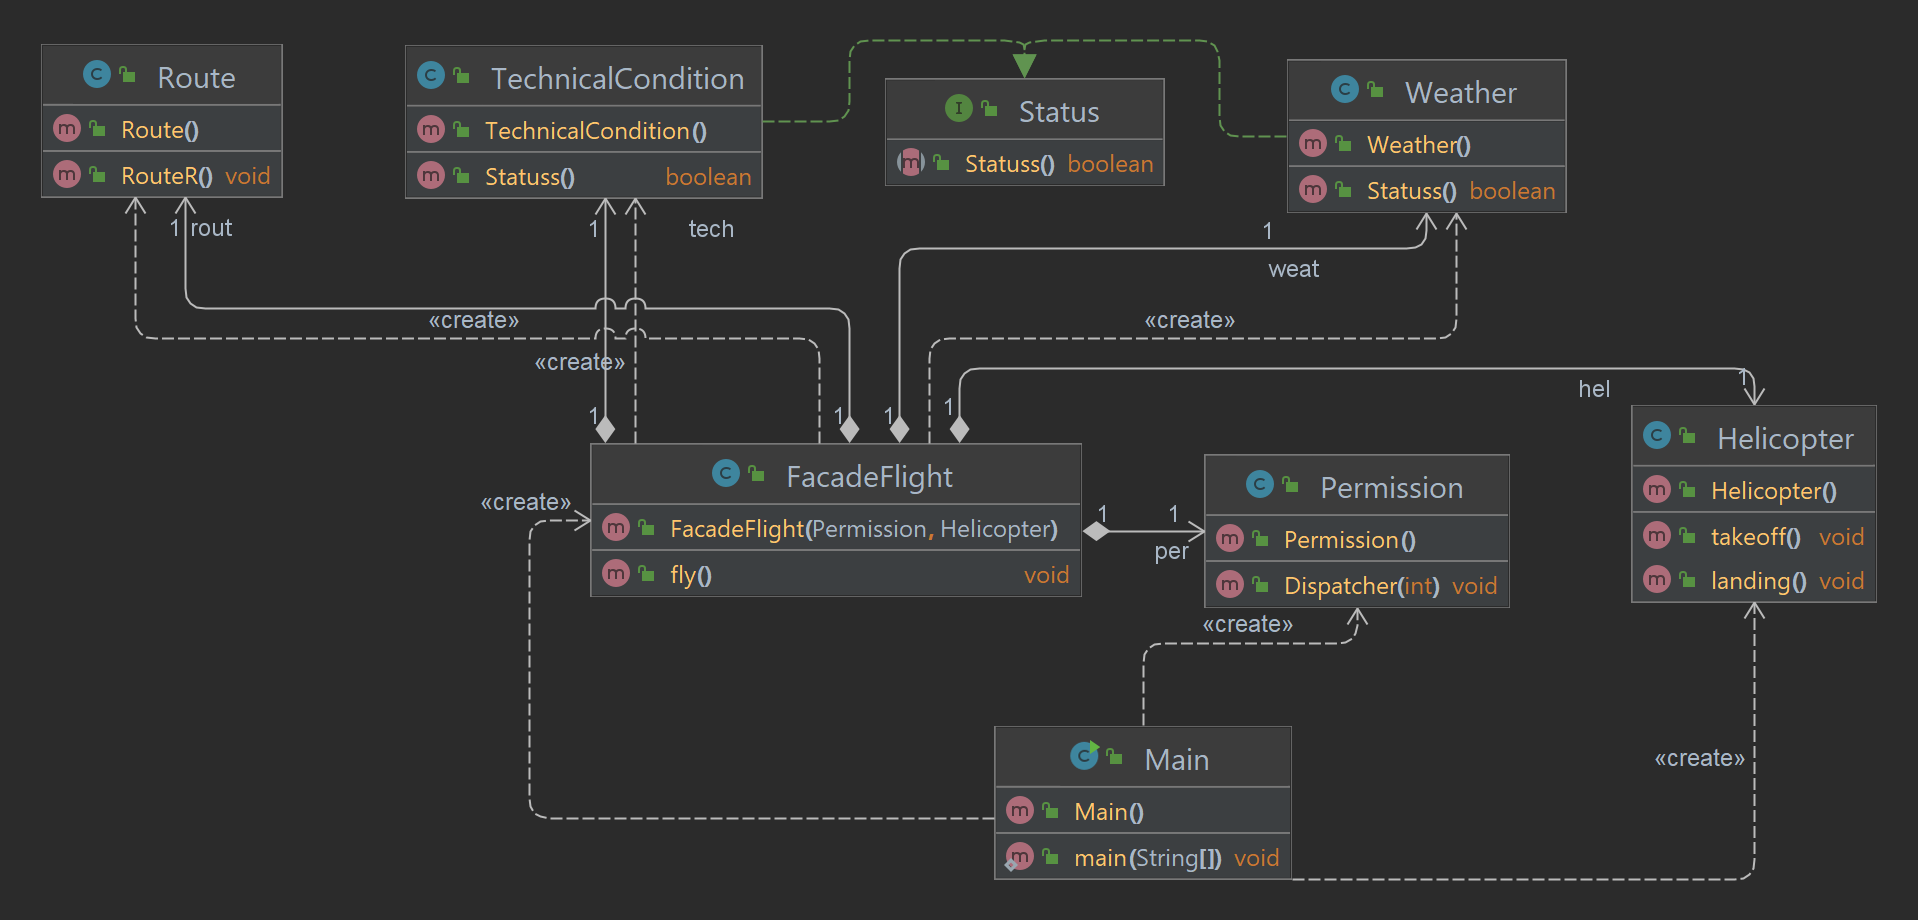 Route
Route()
RouteR() void
TechnicalCondition
TechnicalCondition()
Statuss() boolean
Status
Statuss() boolean
Weather
Weather()
Statuss() boolean
1 rout
1
tech
1
weat
«create»
«create»
«create»
1
1
1
1
1
hel
FacadeFlight
FacadeFlight(Permission, Helicopter)
fly() void
«create»
1
1
per
Permission
Permission()
Dispatcher(int) void
Helicopter
Helicopter()
takeoff() void
landing() void
«create»
«create»
Main
Main()
main(String[]) void